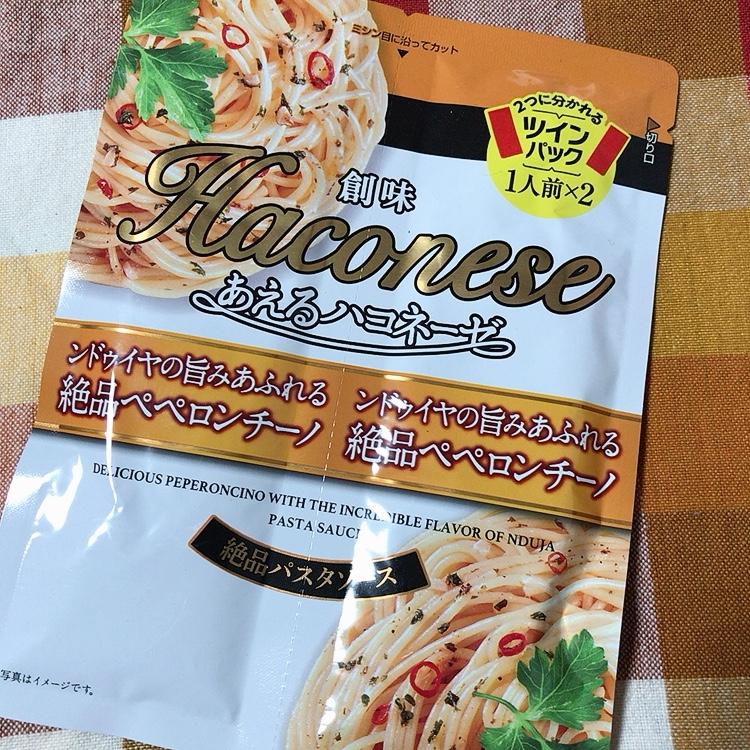 ミシン目に沿ってカット
切り口
2つに分かれる
ツイン
パック
1人前×2
創味
Haconese
あえるハコネーゼ
ンドゥイヤの旨みあふれる
絶品ペペロンチーノ
ンドゥイヤの旨みあふれる
絶品ペペロンチーノ
DELICIOUS PEPERONCINO WITH THE INCREDIBLE FLAVOR OF NDUJA
PASTA SAUCE
絶品パスタソース
写真はイメージです。